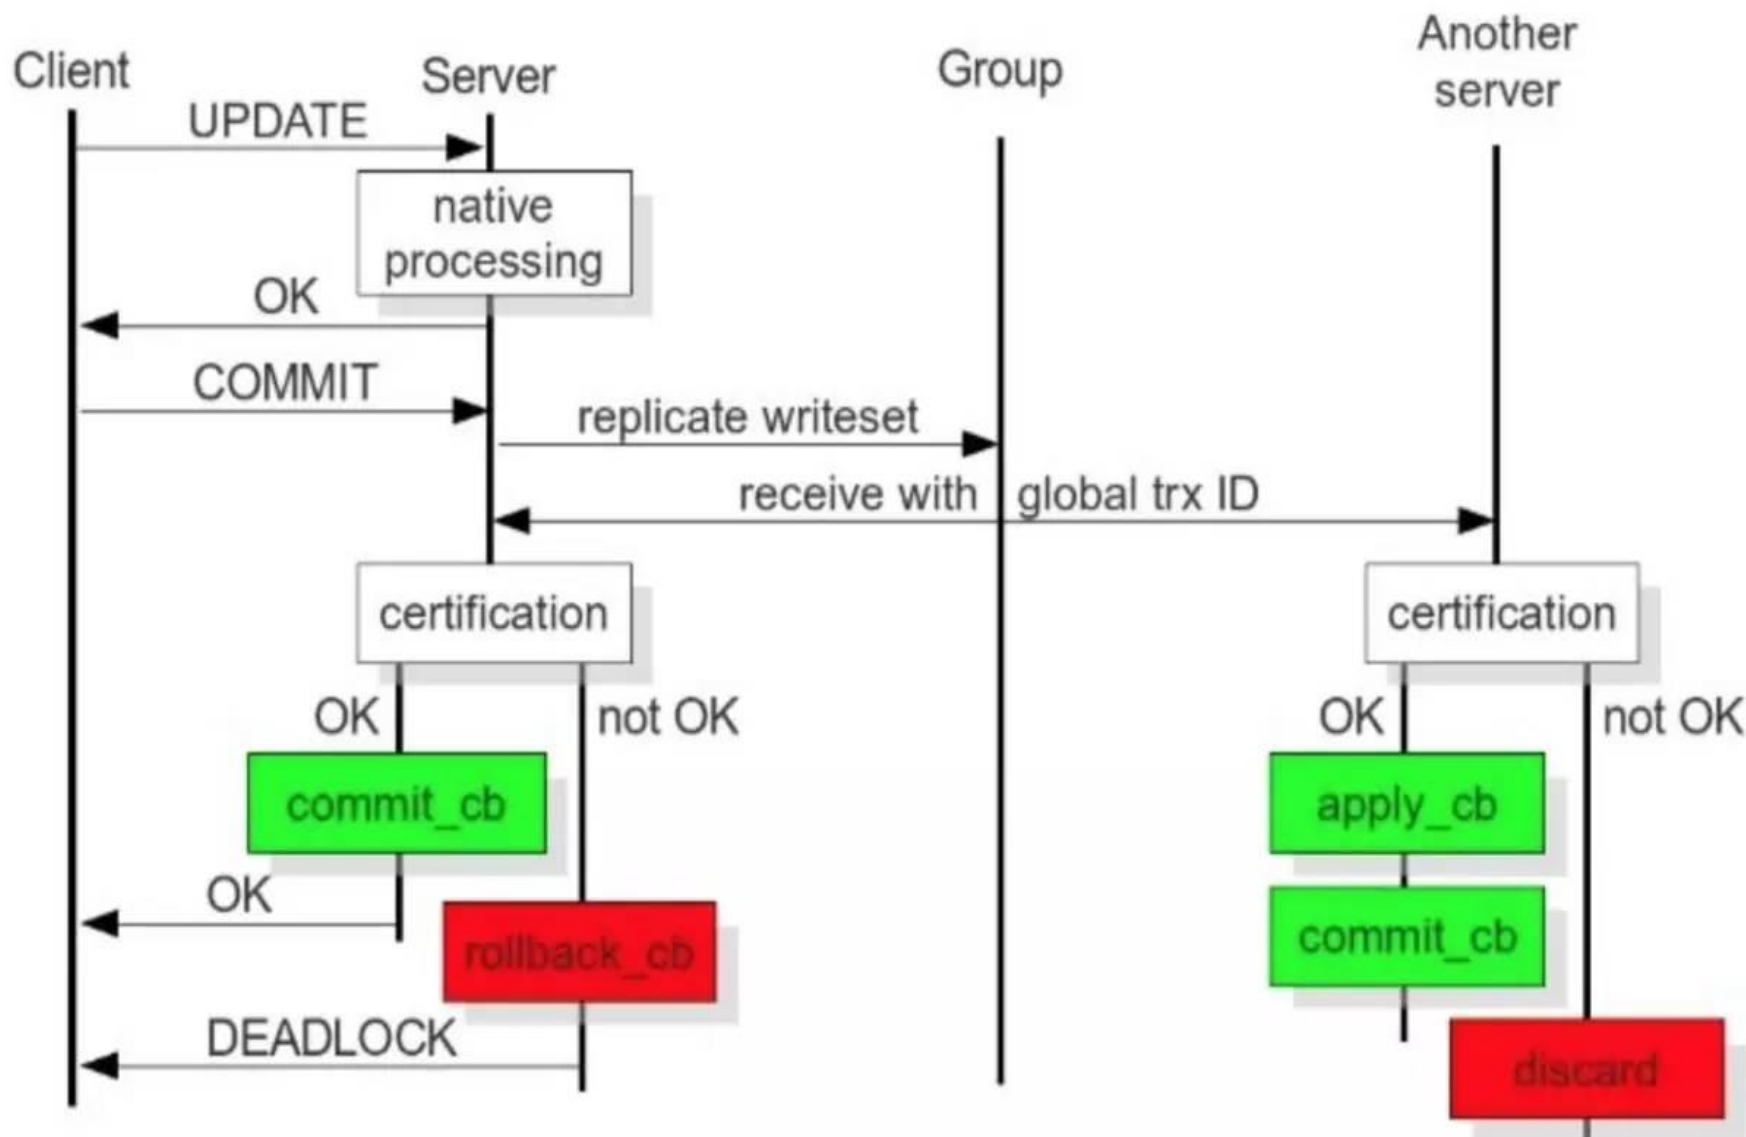 Client
Server
Group
Another
server
UPDATE
native
processing
OK
COMMIT
replicate writeset
receive with global trx ID
certification
certification
OK
not OK
OK
not OK
commit_cb
apply_cb
OK
rollback_cb
commit_cb
DEADLOCK
discard